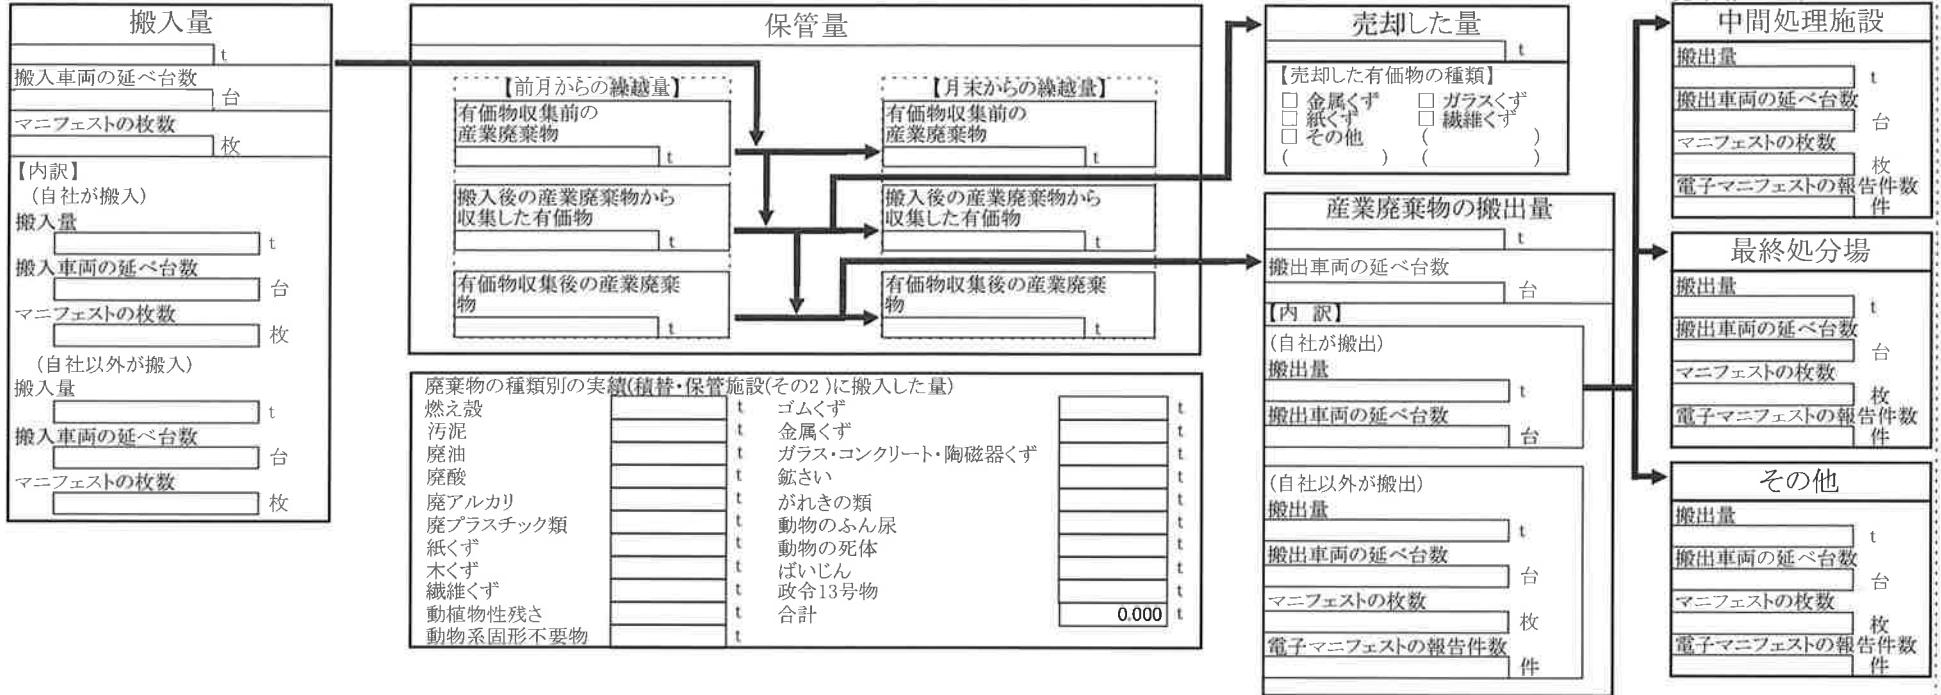 搬入量
t
搬入車両の延べ台数
台
マニフェストの枚数
枚
【内訳】
(自社が搬入)
搬入量
t
搬入車両の延べ台数
台
マニフェストの枚数
枚
(自社以外が搬入)
搬入量
t
搬入車両の延べ台数
台
マニフェストの枚数
枚
保管量
【前月からの繰越量】
有価物収集前の
産業廃棄物
t
搬入後の産業廃棄物から
収集した有価物
t
有価物収集後の産業廃棄
物
t
【月末からの繰越量】
有価物収集前の
産業廃棄物
t
搬入後の産業廃棄物から
収集した有価物
t
有価物収集後の産業廃棄
物
t
廃棄物の種類別の実績(積替・保管施設(その2)に搬入した量)
燃え殻 t
汚泥 t
廃油 t
廃酸 t
廃アルカリ t
廃プラスチック類 t
紙くず t
木くず t
繊維くず t
動植物性残さ t
動物系固形不要物 t
ゴムくず t
金属くず t
ガラス・コンクリート・陶磁器くず t
鉱さい t
がれきの類 t
動物のふん尿 t
動物の死体 t
ばいじん t
政令13号物 t
合計 0.000 t
売却した量
t
【売却した有価物の種類】
□ 金属くず □ ガラスくず
□ 紙くず □ 繊維くず
□ その他 ( )
( ) ( )
産業廃棄物の搬出量
t
搬出車両の延べ台数
台
【内 訳】
(自社が搬出)
搬出量
t
搬出車両の延べ台数
台
(自社以外が搬出)
搬出量
t
搬出車両の延べ台数
台
マニフェストの枚数
枚
電子マニフェストの報告件数
件
中間処理施設
搬出量
t
搬出車両の延べ台数
台
マニフェストの枚数
枚
電子マニフェストの報告件数
件
最終処分場
搬出量
t
搬出車両の延べ台数
台
マニフェストの枚数
枚
電子マニフェストの報告件数
件
その他
搬出量
t
搬出車両の延べ台数
台
マニフェストの枚数
枚
電子マニフェストの報告件数
件